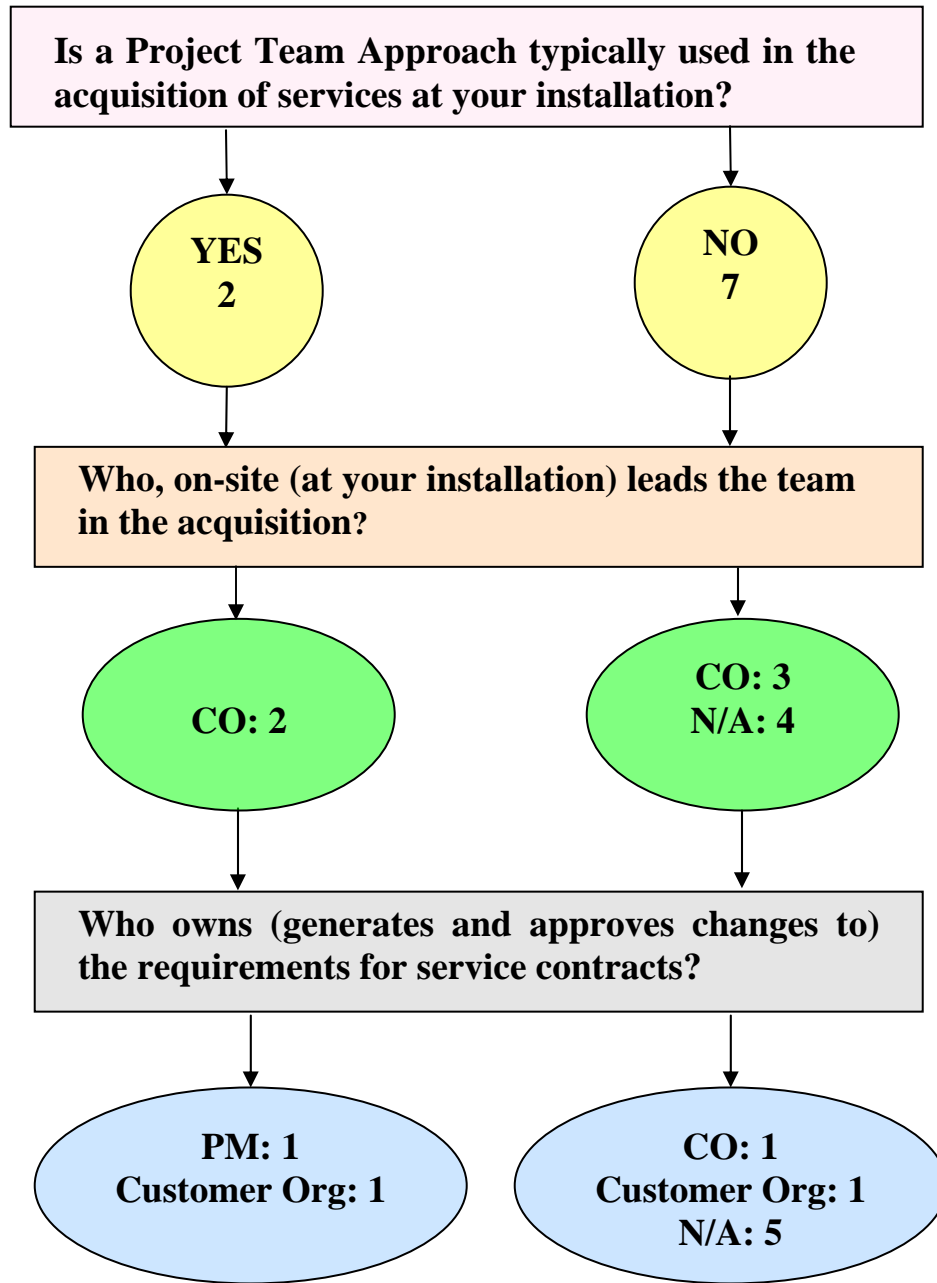 Is a Project Team Approach typically used in the
acquisition of services at your installation?
YES
2
NO
7
Who, on-site (at your installation) leads the team
in the acquisition?
CO: 2
CO: 3
N/A: 4
Who owns (generates and approves changes to)
the requirements for service contracts?
PM: 1
Customer Org: 1
CO: 1
Customer Org: 1
N/A: 5